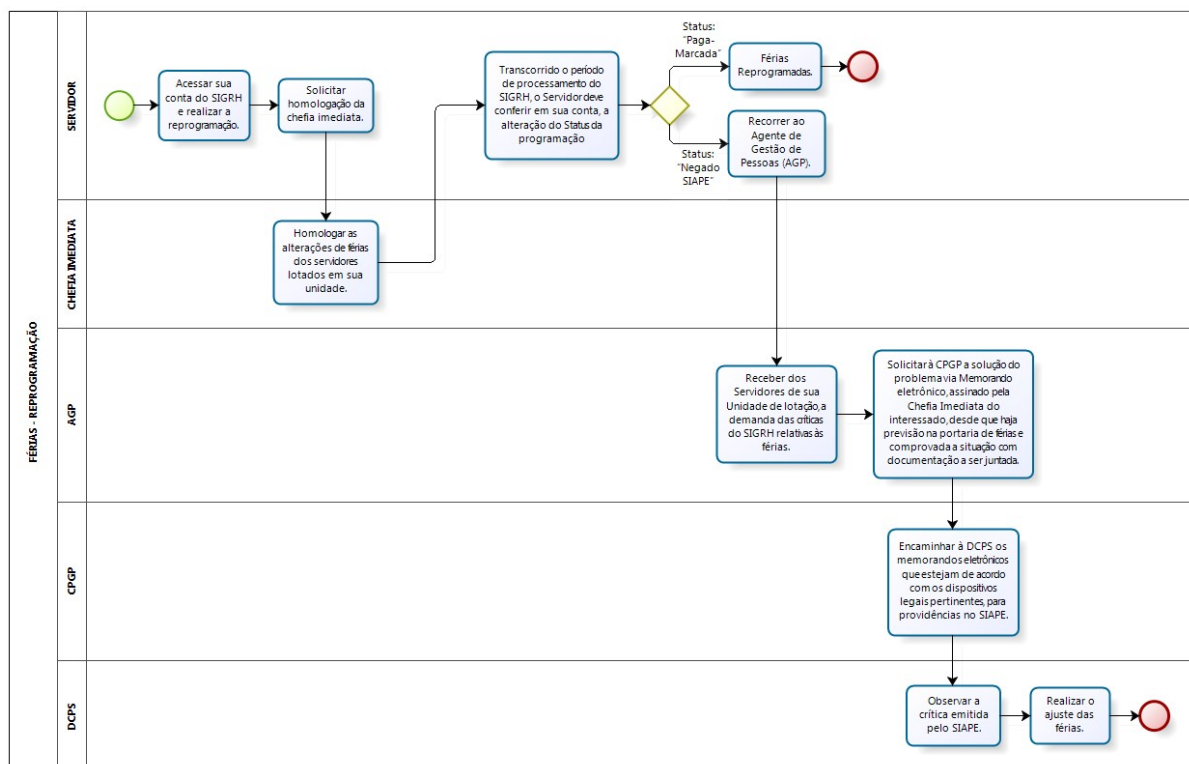 FÉRIAS - REPROGRAMAÇÃO
SERVIDOR
Acessar sua
conta do SIGRH
e realizar a
reprogramação.
Solicitar
homologação da
chefia imediata.
Transcorrido o período
de processamento do
SIGRH, o Servidor deve
conferir em sua conta, a
alteração do Status da
programação
Status:
"Paga-
Marcada"
Férias
Reprogramadas.
Status:
"Negado
SIAPE"
Recorrer ao
Agente de
Gestão de
Pessoas (AGP).
CHEFIA IMEDIATA
Homologar as
alterações de férias
dos servidores
lotados em sua
unidade.
AGP
Receber dos
Servidores de sua
Unidade de lotação, a
demanda das críticas
do SIGRH relativas às
férias.
Solicitar à CPGP a solução do
problema via Memorando
eletrônico, assinado pela
Chefia Imediata do
interessado, desde que haja
previsão na portaria de férias e
comprovada a situação com
documentação a ser juntada.
CPGP
Encaminhar à DCPS os
memorandos eletrônicos
que estejam de acordo
com os dispositivos
legais pertinentes, para
providências no SIAPE.
DCPS
Observar a
crítica emitida
pelo SIAPE.
Realizar o
ajuste das
férias.